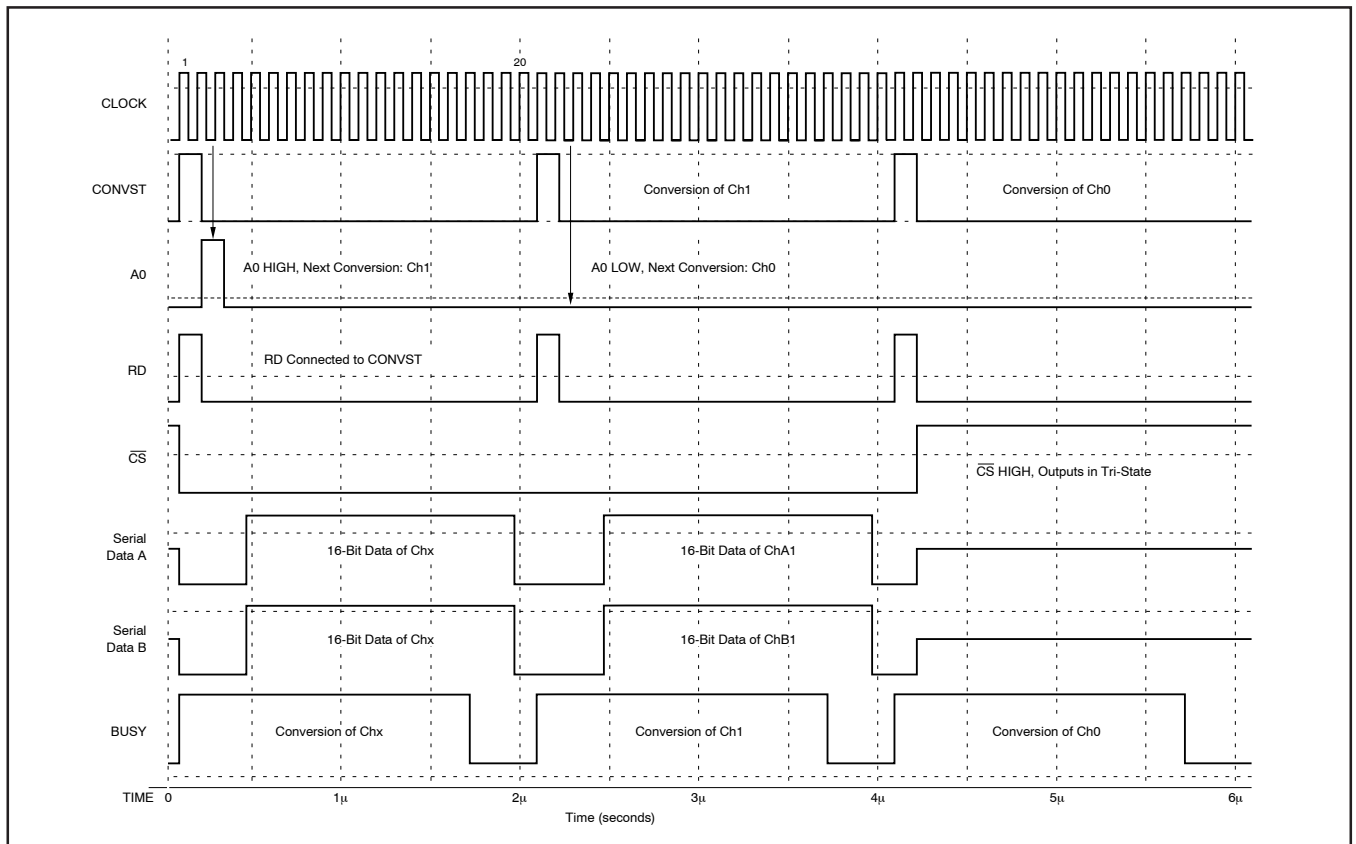 1
20
CLOCK
CONVST
Conversion of Ch1
Conversion of Ch0
A0
A0 HIGH, Next Conversion: Ch1
A0 LOW, Next Conversion: Ch0
RD
RD Connected to CONVST
CS
CS HIGH, Outputs in Tri-State
Serial
Data A
16-Bit Data of Chx
16-Bit Data of ChA1
Serial
Data B
16-Bit Data of Chx
16-Bit Data of ChB1
BUSY
Conversion of Chx
Conversion of Ch1
Conversion of Ch0
TIME
0
1μ
2μ
3μ
4μ
5μ
6μ
Time (seconds)